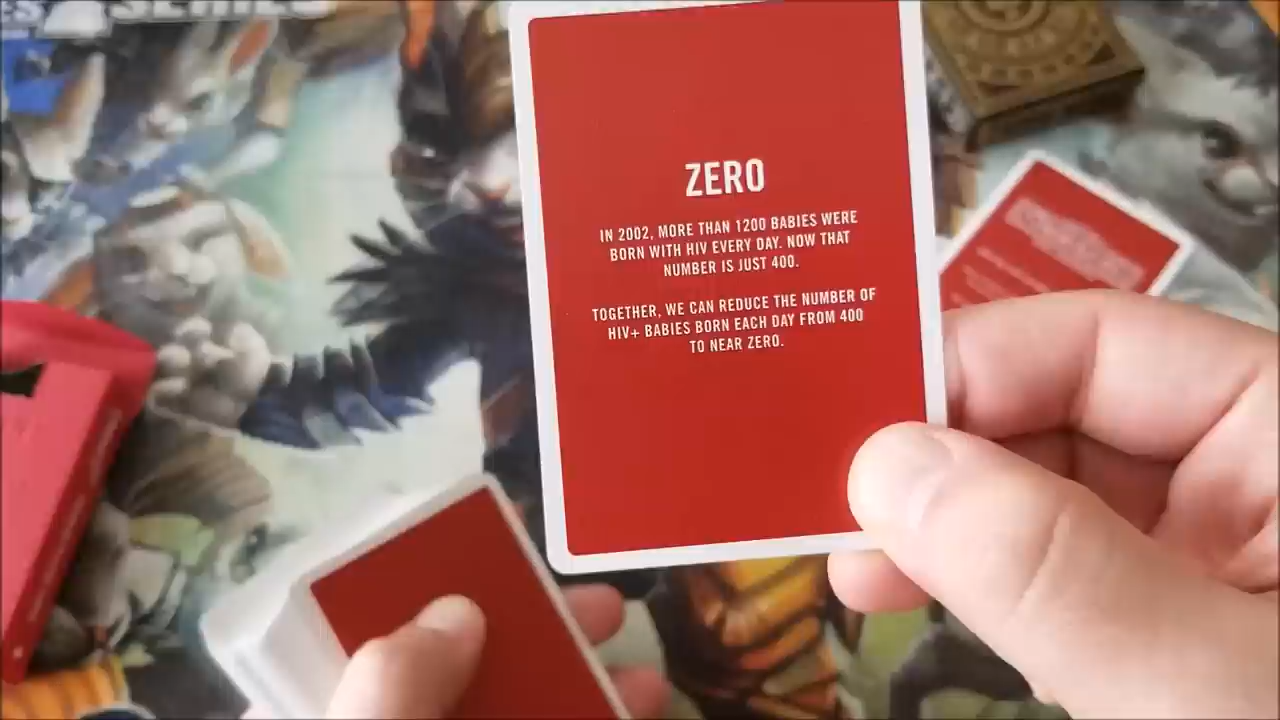 SERIES
ZERO
IN 2002, MORE THAN 1200 BABIES WERE
BORN WITH HIV EVERY DAY. NOW THAT
NUMBER IS JUST 400.
TOGETHER, WE CAN REDUCE THE NUMBER OF
HIV+ BABIES BORN EACH DAY FROM 400
TO NEAR ZERO.